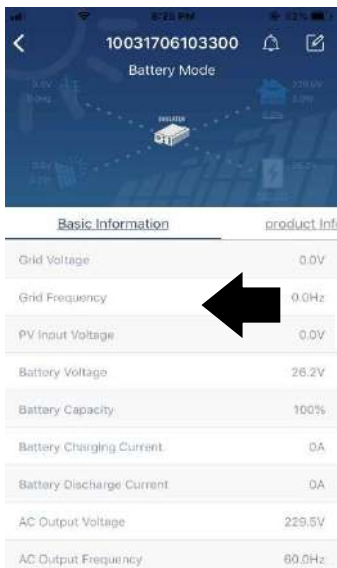 10031706103300
Battery Mode
Basic Information
product Inf
Grid Voltage 0.0V
Grid Frequency 0.0Hz
PV Input Voltage 0.0V
Battery Voltage 26.2V
Battery Capacity 100%
Battery Charging Current 0A
Battery Discharge Current 0A
AC Output Voltage 229.5V
AC Output Frequency 60.0Hz